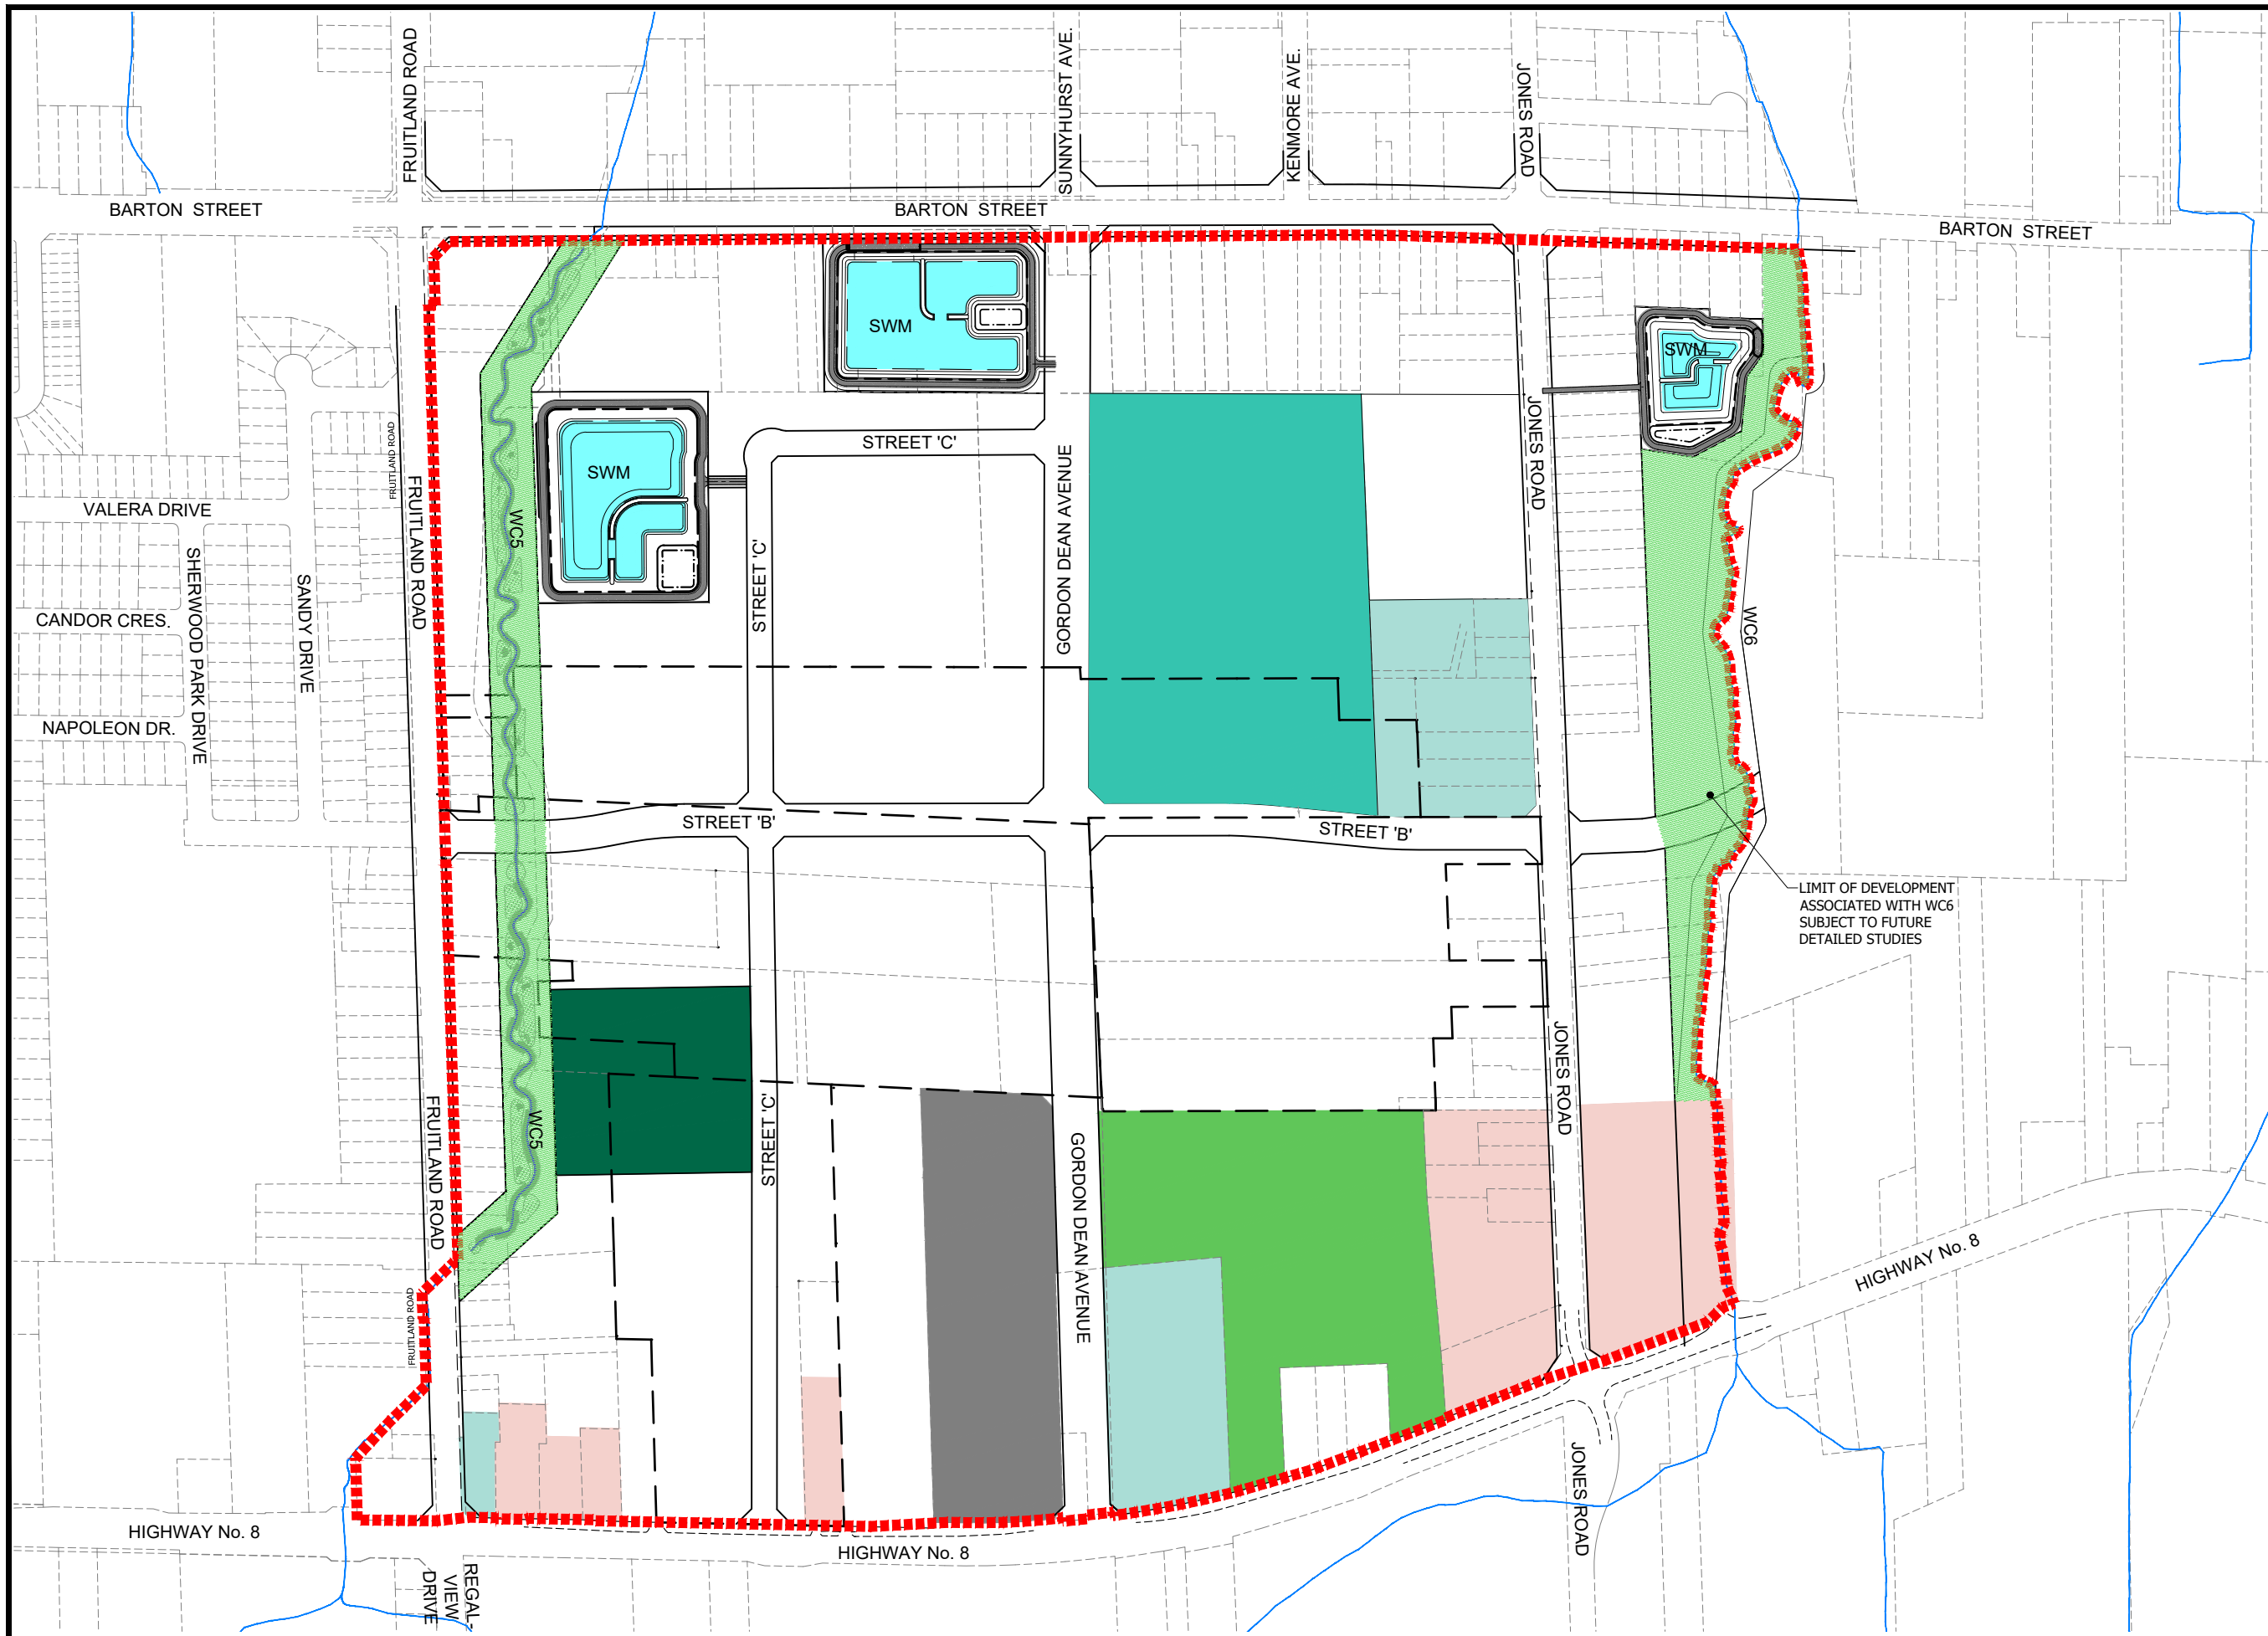 FRUITLAND ROAD
SUNNYHURST AVE.
KENMORE AVE.
JONES ROAD
BARTON STREET
BARTON STREET
BARTON STREET
SWM
SWM
SWM
STREET 'C'
FRUITLAND ROAD
FRUITLAND ROAD
JONES ROAD
GORDON DEAN AVENUE
VALERA DRIVE
WC5
STREET 'C'
SHERWOOD PARK DRIVE
SANDY DRIVE
CANDOR CRES.
WC6
NAPOLEON DR.
STREET 'B'
STREET 'B'
LIMIT OF DEVELOPMENT
ASSOCIATED WITH WC6
SUBJECT TO FUTURE
DETAILED STUDIES
JONES ROAD
FRUITLAND ROAD
WC5
STREET 'C'
GORDON DEAN AVENUE
HIGHWAY No. 8
FRUITLAND ROAD
JONES ROAD
HIGHWAY No. 8
HIGHWAY No. 8
REGAL-
VIEW
DRIVE